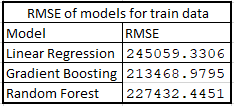 RMSE of models for train data
Model RMSE
Linear Regression 245059.3306
Gradient Boosting 213468.9795
Random Forest 227432.4451